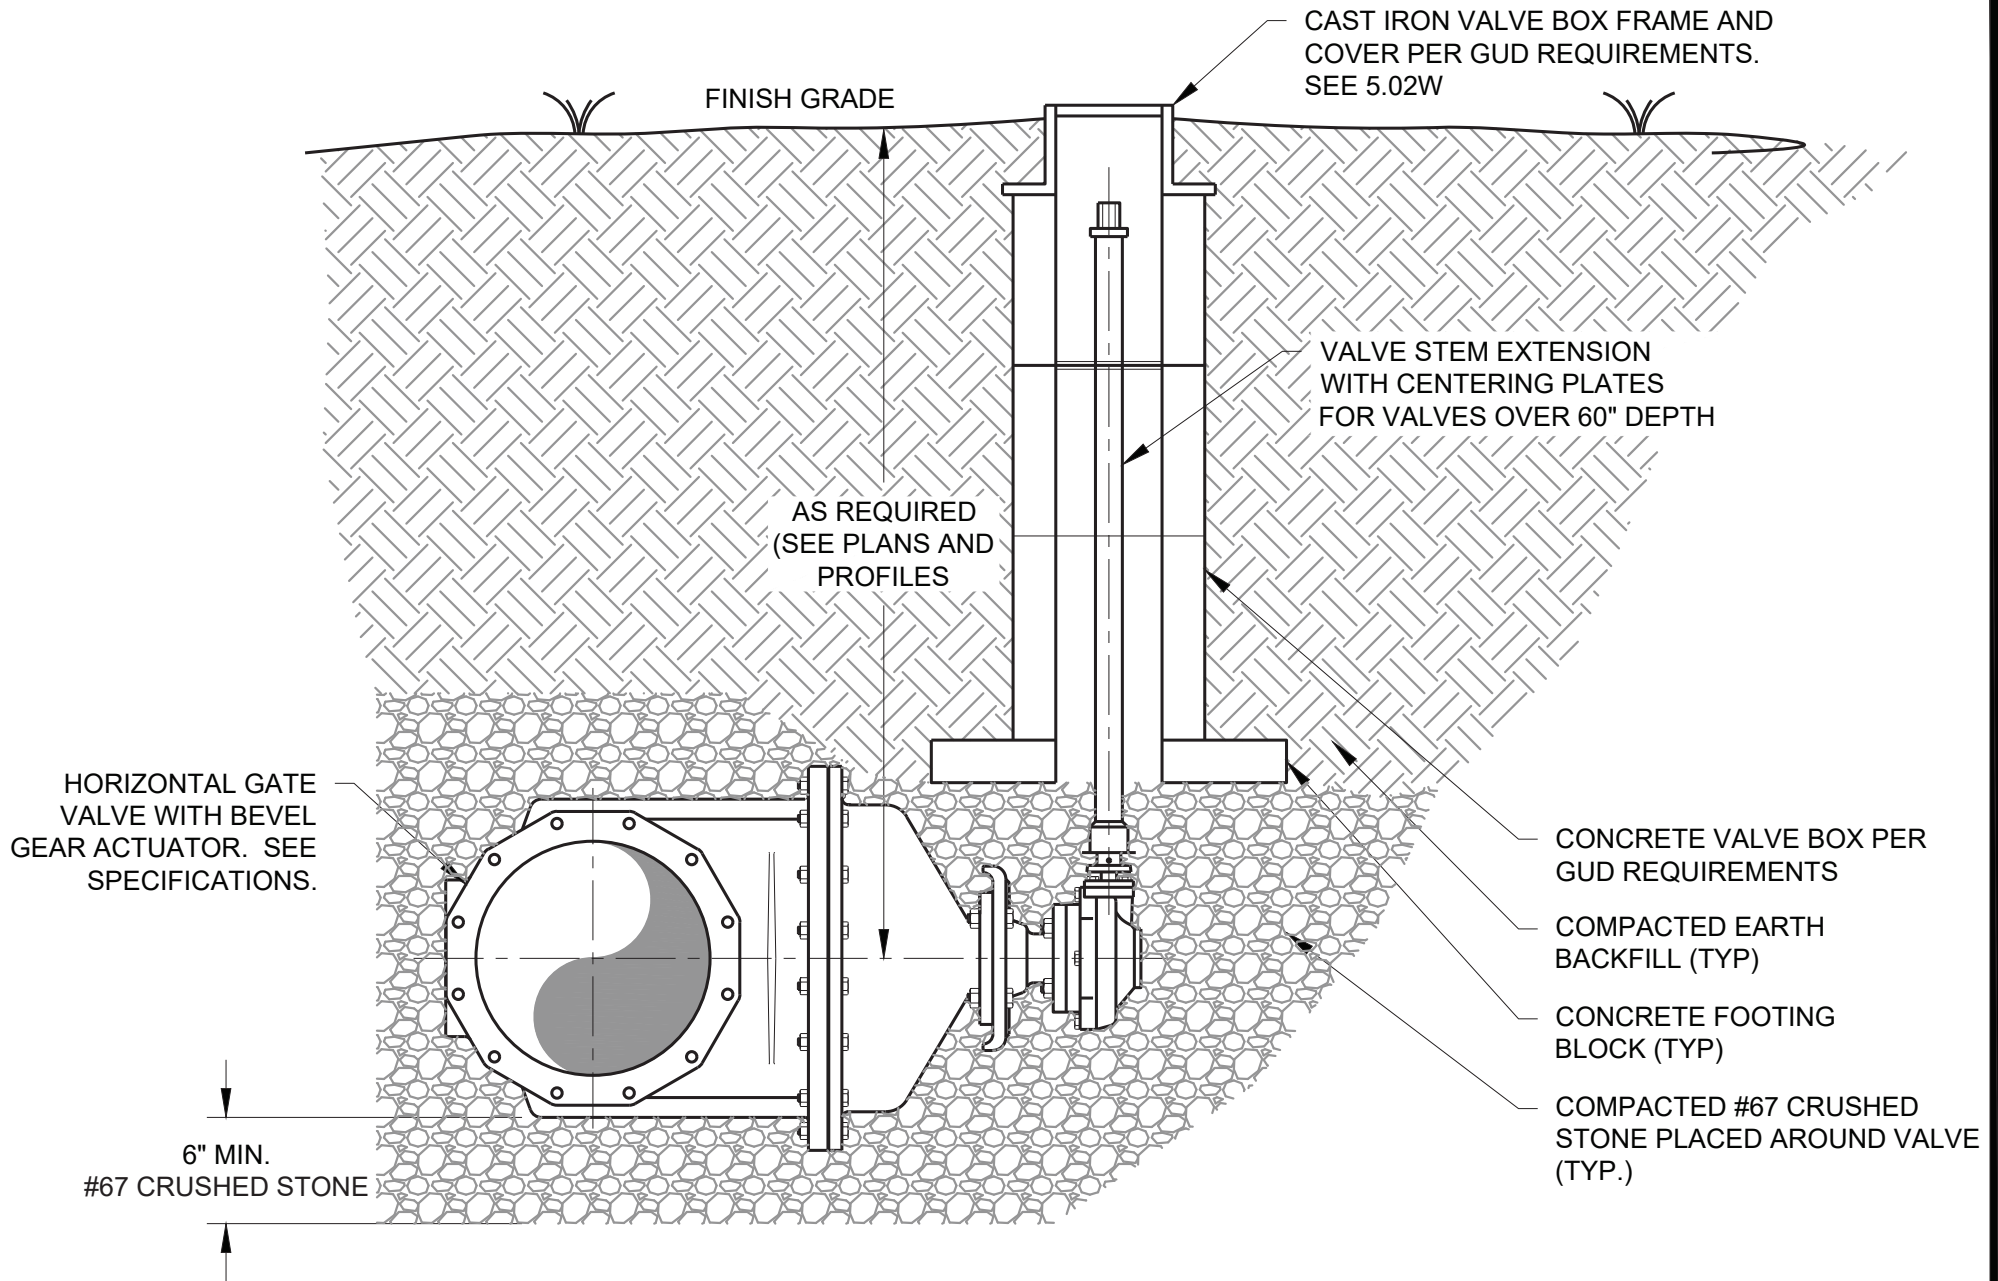 CAST IRON VALVE BOX FRAME AND
COVER PER GUD REQUIREMENTS.
SEE 5.02W
FINISH GRADE
VALVE STEM EXTENSION
WITH CENTERING PLATES
FOR VALVES OVER 60" DEPTH
AS REQUIRED
(SEE PLANS AND
PROFILES
HORIZONTAL GATE
VALVE WITH BEVEL
GEAR ACTUATOR. SEE
SPECIFICATIONS.
CONCRETE VALVE BOX PER
GUD REQUIREMENTS
COMPACTED EARTH
BACKFILL (TYP)
CONCRETE FOOTING
BLOCK (TYP)
COMPACTED #67 CRUSHED
STONE PLACED AROUND VALVE
(TYP.)
6" MIN.
#67 CRUSHED STONE